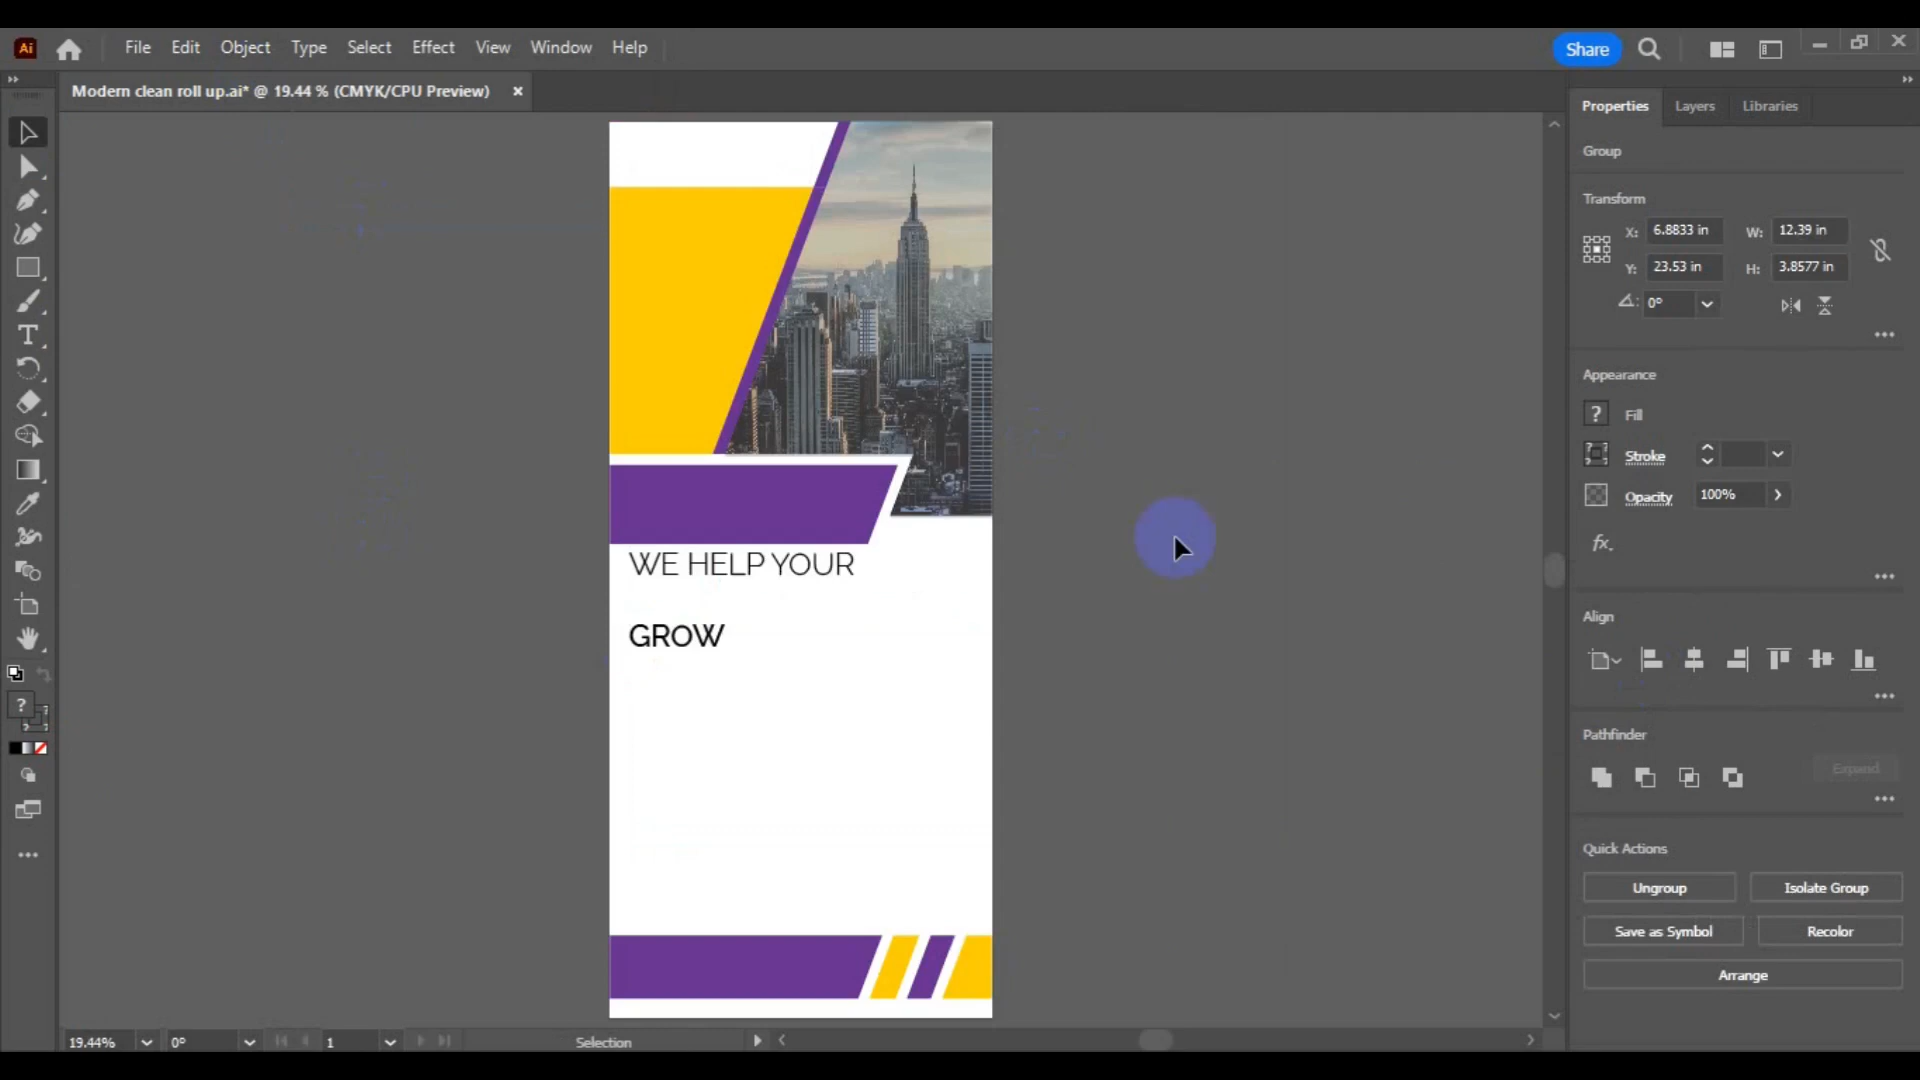 Ai
File Edit Object Type Select Effect View Window Help
Share
Modern clean roll up.ai* @ 19.44 % (CMYK/CPU Preview) ×
Properties Layers Libraries
Group
Transform
X: 6.8833 in W: 12.39 in
Y: 23.53 in H: 3.8577 in
0°
Appearance
? Fill
Stroke
Opacity 100%
fx.
Align
Pathfinder
Expand
Quick Actions
Ungroup Isolate Group
Save as Symbol Recolor
Arrange
WE HELP YOUR
GROW
19.44% 0° 1 Selection